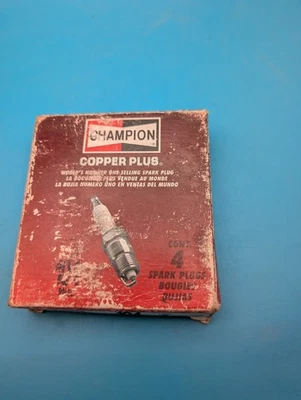 CHAMPION
COPPER PLUS®
WORLD'S NUMBER ONE-SELLING SPARK PLUG
LA BOUGIE LA PLUS VENDUE AU MONDE
LA BUJIA NUMERO UNO EN VENTAS DEL MUNDO
CONT.
4
SPARK PLUGS
BOUGIES
BUJIAS